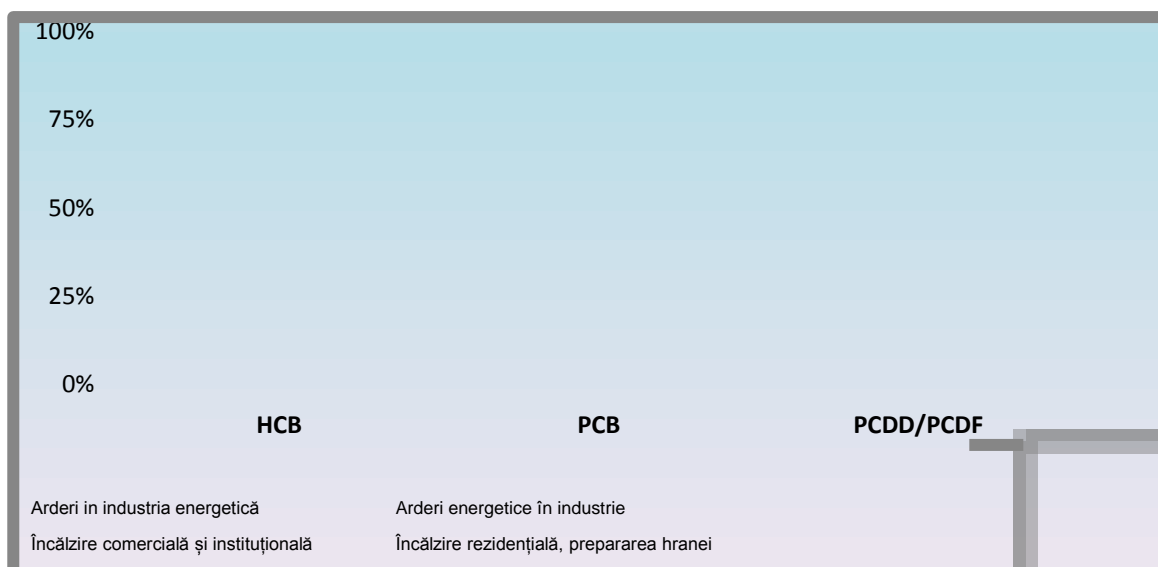 100%
75%
50%
25%
0%
HCB PCB PCDD/PCDF
Arderi in industria energetică Arderi energetice în industrie
Încălzire comercială și instituțională Încălzire rezidențială, prepararea hranei